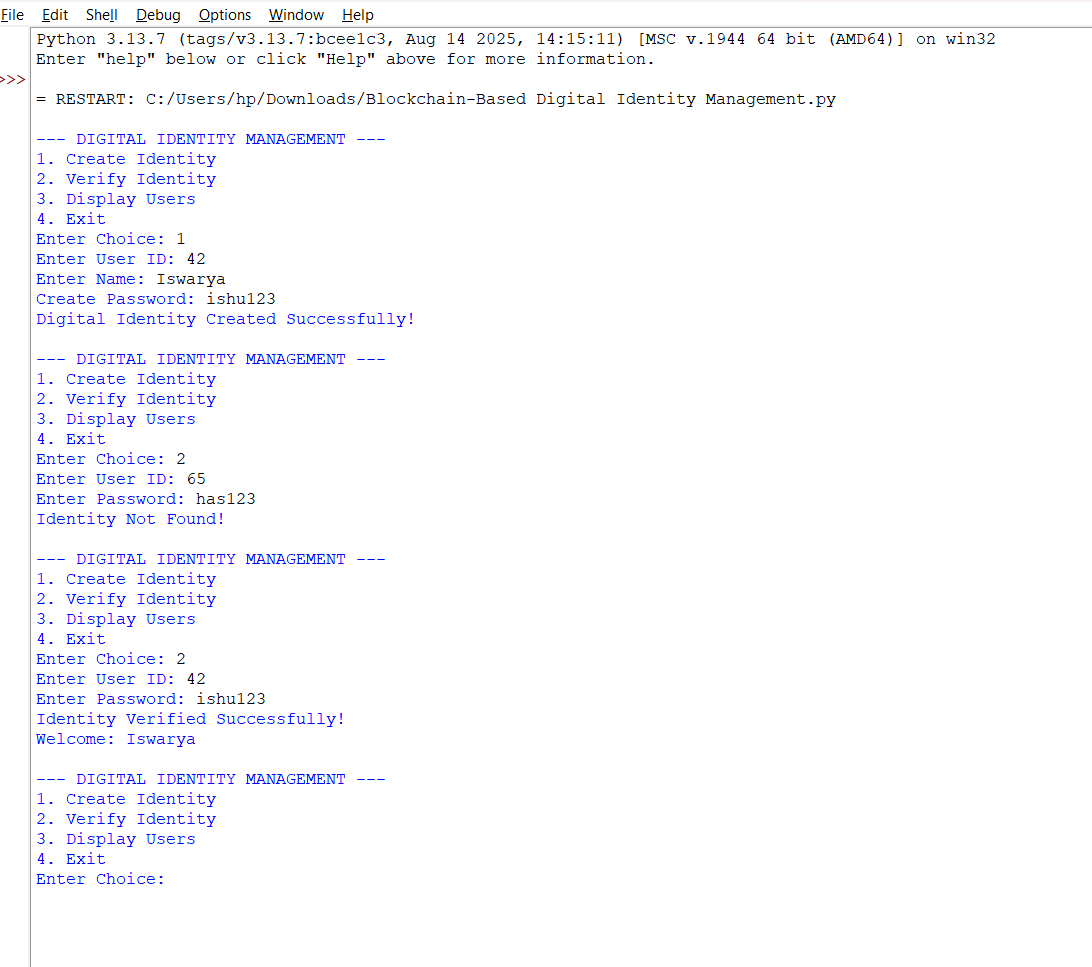 File Edit Shell Debug Options Window Help
Python 3.13.7 (tags/v3.13.7:bcee1c3, Aug 14 2025, 14:15:11) [MSC v.1944 64 bit (AMD64)] on win32
Enter "help" below or click "Help" above for more information.
>>>
= RESTART: C:/Users/hp/Downloads/Blockchain-Based Digital Identity Management.py
--- DIGITAL IDENTITY MANAGEMENT ---
1. Create Identity
2. Verify Identity
3. Display Users
4. Exit
Enter Choice: 1
Enter User ID: 42
Enter Name: Iswarya
Create Password: ishu123
Digital Identity Created Successfully!
--- DIGITAL IDENTITY MANAGEMENT ---
1. Create Identity
2. Verify Identity
3. Display Users
4. Exit
Enter Choice: 2
Enter User ID: 65
Enter Password: has123
Identity Not Found!
--- DIGITAL IDENTITY MANAGEMENT ---
1. Create Identity
2. Verify Identity
3. Display Users
4. Exit
Enter Choice: 2
Enter User ID: 42
Enter Password: ishu123
Identity Verified Successfully!
Welcome: Iswarya
--- DIGITAL IDENTITY MANAGEMENT ---
1. Create Identity
2. Verify Identity
3. Display Users
4. Exit
Enter Choice: